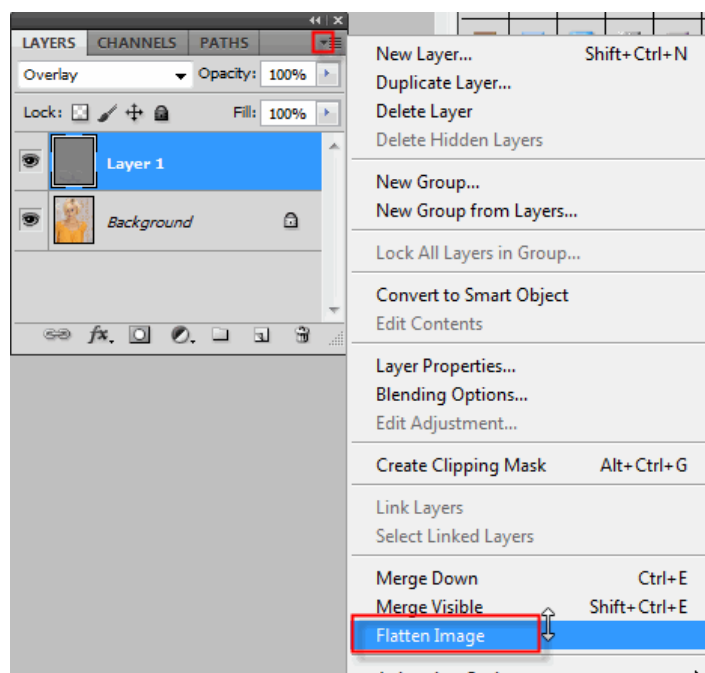 LAYERS CHANNELS PATHS
Overlay Opacity: 100%
Lock: Fill: 100%
Layer 1
Background
fx.
New Layer... Shift+Ctrl+N
Duplicate Layer...
Delete Layer
Delete Hidden Layers
New Group...
New Group from Layers...
Lock All Layers in Group...
Convert to Smart Object
Edit Contents
Layer Properties...
Blending Options...
Edit Adjustment...
Create Clipping Mask Alt+Ctrl+G
Link Layers
Select Linked Layers
Merge Down Ctrl+E
Merge Visible Shift+Ctrl+E
Flatten Image